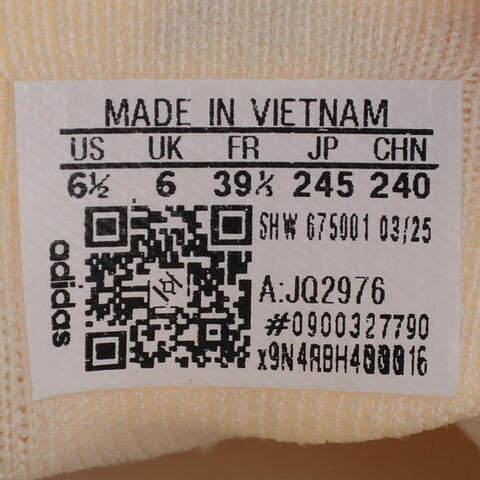 MADE IN VIETNAM
US UK FR JP CHN
6½ 6 39⅓ 245 240
SHW 675001 03/25
adidas
A:JQ2976
#0900327790